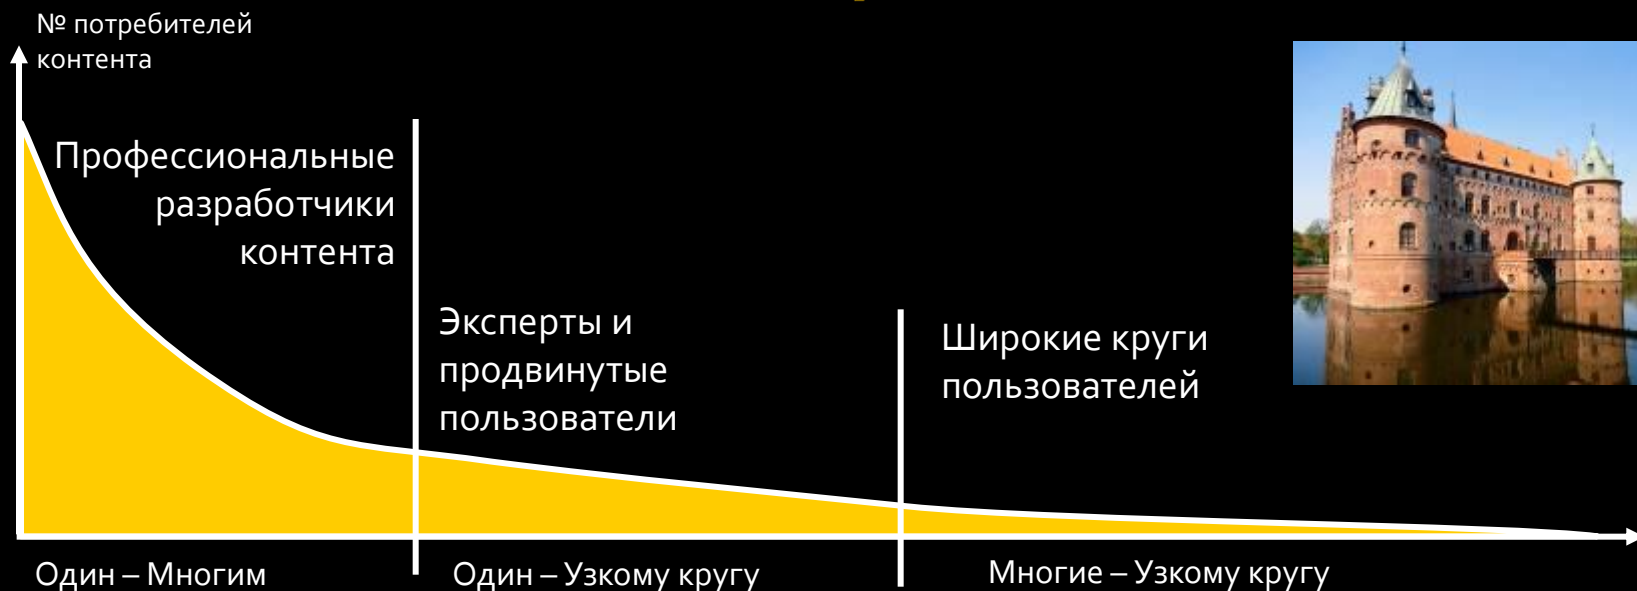 № потребителей
контента
Профессиональные
разработчики
контента
Эксперты и
продвинутые
пользователи
Широкие круги
пользователей
Один – Многим
Один – Узкому кругу
Многие – Узкому кругу